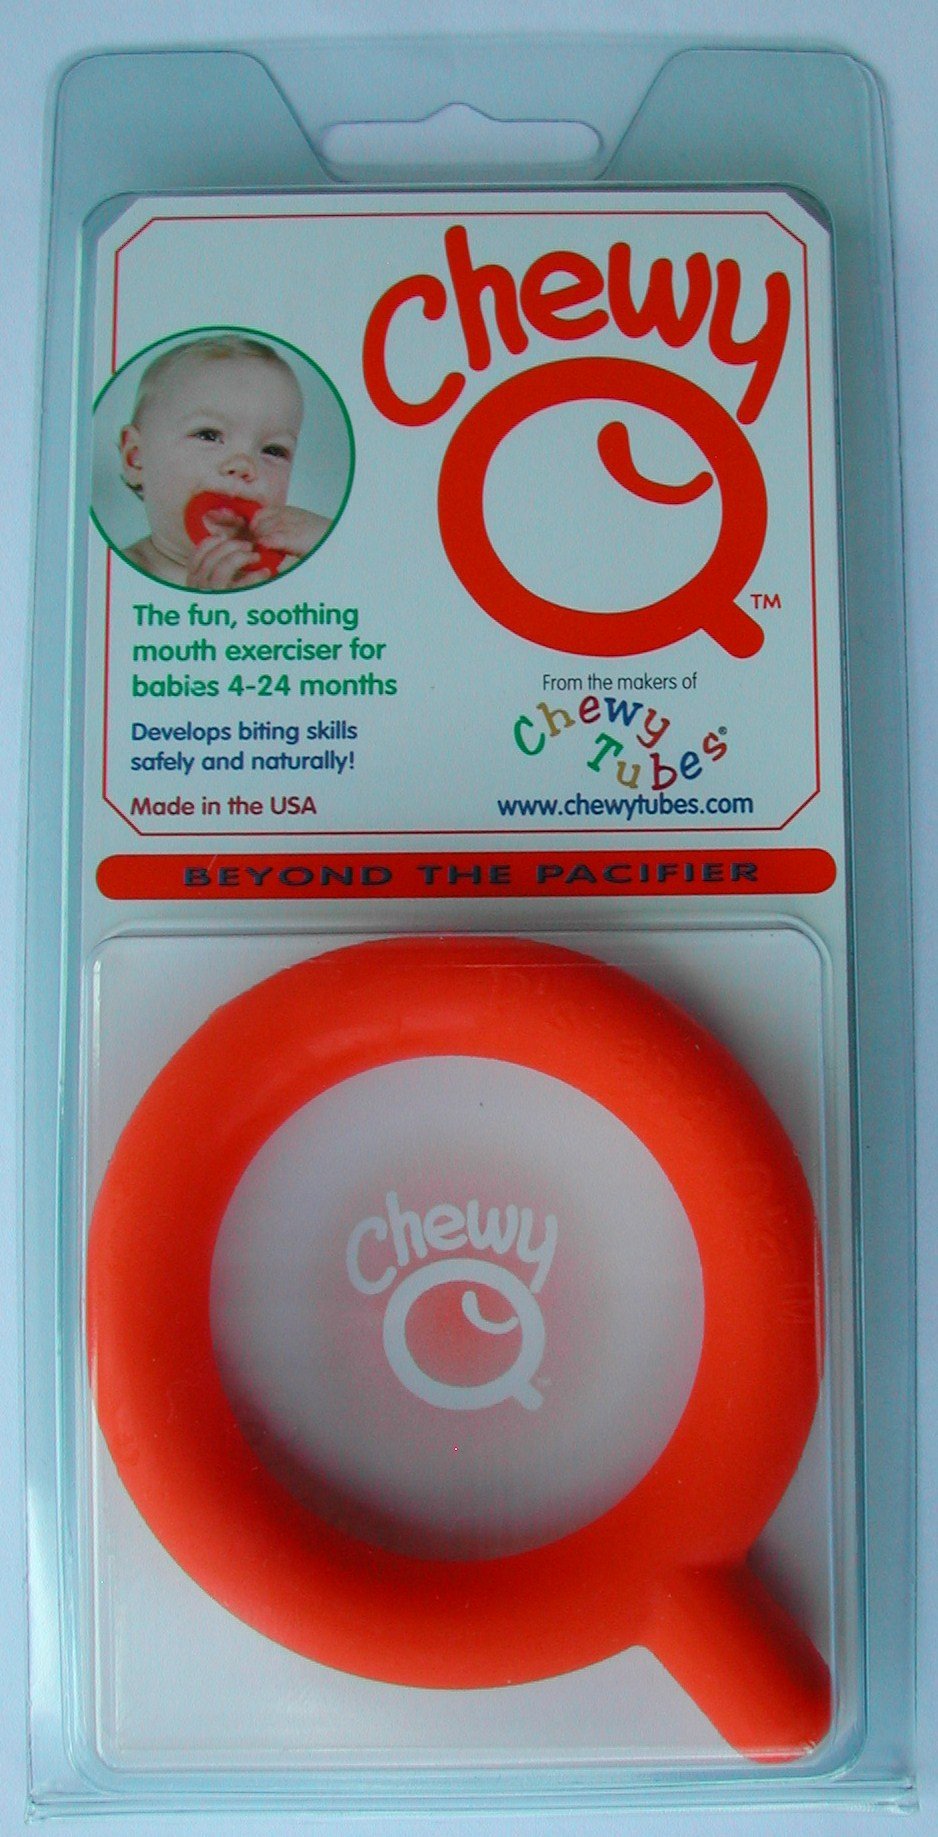 Chewy
Q™
The fun, soothing
mouth exerciser for
babies 4-24 months
Develops biting skills
safely and naturally!
Made in the USA
From the makers of
Chewy
Tubes®
www.chewytubes.com
BEYOND THE PACIFIER
Chewy
Q